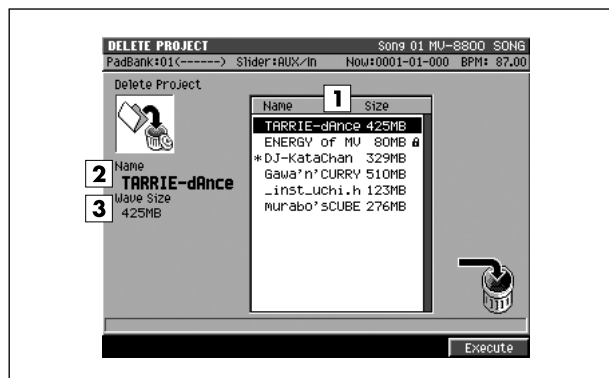 DELETE PROJECT Song 01 MV-8800 SONG
PadBank:01(------) Slider:AUX/In Now:0001-01-000 BPM: 87.00
Delete Project
Name 1 Size
TARRIE-dAnce 425MB
ENERGY of MV 80MB
*DJ-KataChan 329MB
Gawa'n'CURRY 510MB
_inst_uchi.h 123MB
murabo'sCUBE 276MB
2 Name
TARRIE-dAnce
3 Wave Size
425MB
Execute